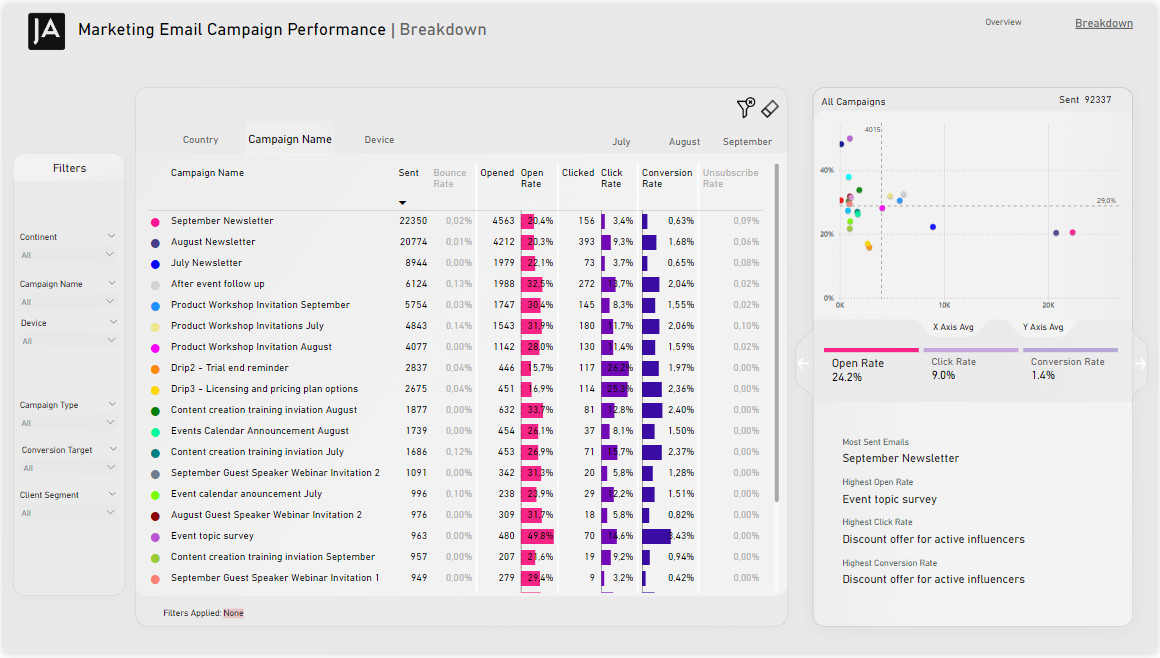 JA
Marketing Email Campaign Performance | Breakdown
Overview
Breakdown
Filters
Continent
All
Campaign Name
All
Device
All
Campaign Type
All
Conversion Target
All
Client Segment
All
Country
Campaign Name
Device
July
August
September
Campaign Name Sent Bounce Rate Opened Open Rate Clicked Click Rate Conversion Rate Unsubscribe Rate
September Newsletter 22350 0,02% 4563 20,4% 156 3,4% 0,63% 0,09%
August Newsletter 20774 0,01% 4212 20,3% 393 9,3% 1,68% 0,06%
July Newsletter 8944 0,00% 1979 22,1% 73 3,7% 0,65% 0,08%
After event follow up 6124 0,13% 1988 32,5% 272 13,7% 2,04% 0,02%
Product Workshop Invitation September 5754 0,03% 1747 30,4% 145 8,3% 1,55% 0,02%
Product Workshop Invitations July 4843 0,14% 1543 31,9% 180 11,7% 2,06% 0,10%
Product Workshop Invitation August 4077 0,00% 1142 28,0% 130 11,4% 1,59% 0,02%
Drip2 - Trial end reminder 2837 0,04% 446 15,7% 117 26,2% 1,97% 0,00%
Drip3 - Licensing and pricing plan options 2675 0,04% 451 16,9% 114 25,3% 2,36% 0,00%
Content creation training inviation August 1877 0,00% 632 33,7% 81 12,8% 2,40% 0,00%
Events Calendar Announcement August 1739 0,00% 454 26,1% 37 8,1% 1,50% 0,00%
Content creation training inviation July 1686 0,12% 453 26,9% 71 15,7% 2,37% 0,00%
September Guest Speaker Webinar Invitation 2 1091 0,00% 342 31,3% 20 5,8% 1,28% 0,00%
Event calendar anouncement July 996 0,10% 238 23,9% 29 12,2% 1,51% 0,00%
August Guest Speaker Webinar Invitation 2 976 0,00% 309 31,7% 18 5,8% 0,82% 0,00%
Event topic survey 963 0,00% 480 49,8% 70 14,6% 3,43% 0,00%
Content creation training inviation September 957 0,00% 207 21,6% 19 9,2% 0,94% 0,00%
September Guest Speaker Webinar Invitation 1 949 0,00% 279 29,4% 9 3,2% 0,42% 0,00%
Filters Applied: None
All Campaigns
Sent 92337
4015
40%
29,0%
20%
0%
0K 10K 20K
X Axis Avg
Y Axis Avg
Open Rate
24.2%
Click Rate
9.0%
Conversion Rate
1.4%
Most Sent Emails
September Newsletter
Highest Open Rate
Event topic survey
Highest Click Rate
Discount offer for active influencers
Highest Conversion Rate
Discount offer for active influencers